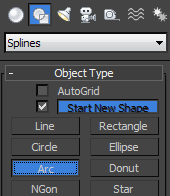 Splines
- Object Type
AutoGrid
Start New Shape
Line Rectangle
Circle Ellipse
Arc Donut
NGon Star